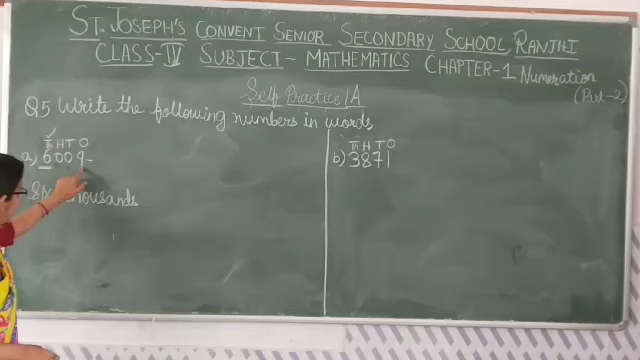 ST. JOSEPH'S CONVENT SENIOR SECONDARY SCHOOL, RANJHI
CLASS-IV SUBJECT- MATHEMATICS CHAPTER-1 Numeration
(Part-2)
Self Practice 1A
Q5 Write the following numbers in words.
Th H T O
a) 6009-
thousands
Th H T O
b) 3871